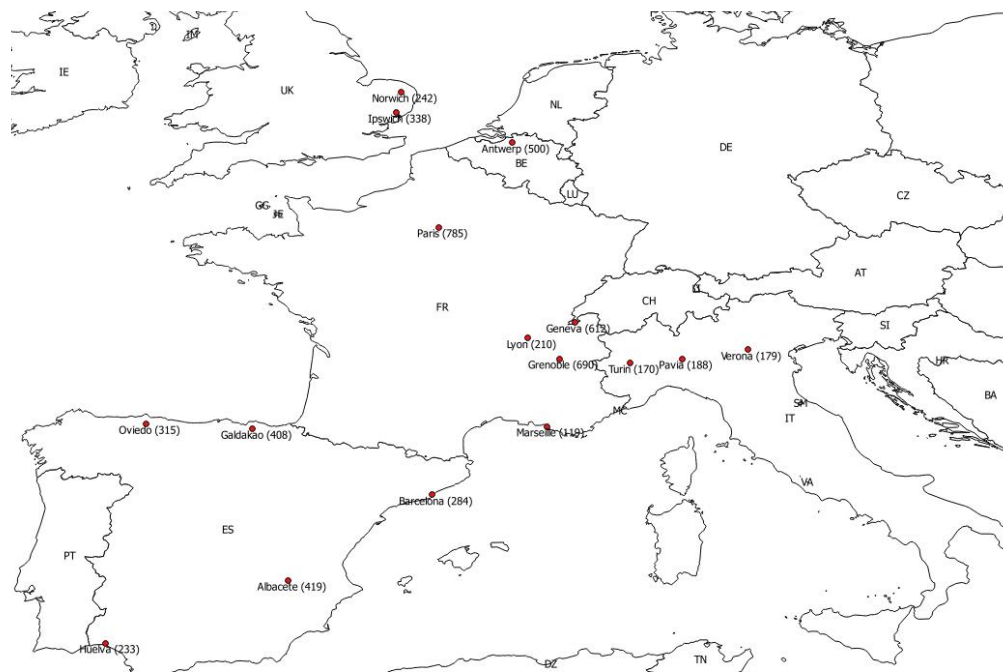 IM
IE
UK
Norwich (242)
NL
Ipswich (338)
Antwerp (500)
DE
BE
LU
CZ
GG
JE
Paris (785)
AT
LI
CH
FR
Geneva (612)
SI
Lyon (210)
Verona (179)
Grenoble (690)
Turin (170)
Pavia (188)
HR
BA
SM
MC
IT
Oviedo (315)
Galdakao (408)
Marseille (119)
VA
Barcelona (284)
ES
PT
Albacete (419)
Huelva (233)
TN
DZ